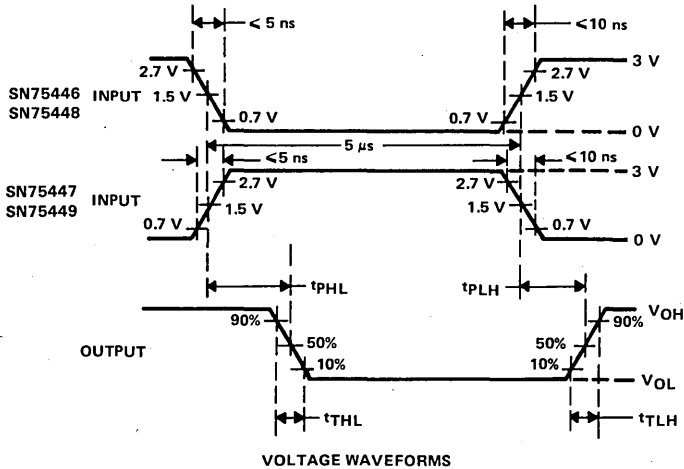 ≤ 5 ns
≤10 ns
3 V
2.7 V
2.7 V
SN75446
SN75448
INPUT
1.5 V
1.5 V
0.7 V
0.7 V
0 V
5 μs
≤5 ns
≤10 ns
3 V
2.7 V
2.7 V
SN75447
SN75449
INPUT
1.5 V
1.5 V
0.7 V
0.7 V
0 V
tPHL
tPLH
VOH
90%
90%
OUTPUT
50%
50%
10%
10%
VOL
tTHL
tTLH
VOLTAGE WAVEFORMS